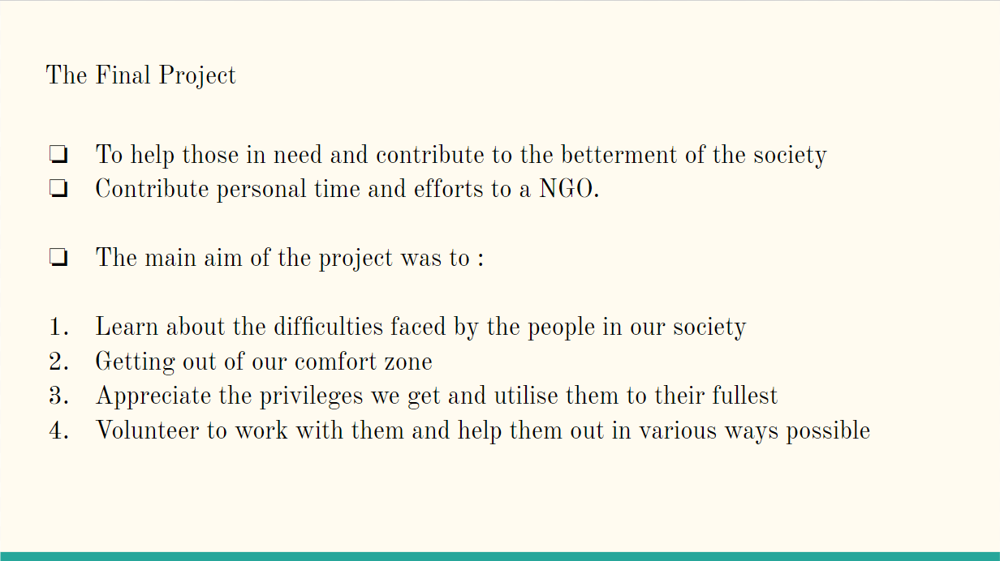 The Final Project
❏ To help those in need and contribute to the betterment of the society
❏ Contribute personal time and efforts to a NGO.
❏ The main aim of the project was to :
1. Learn about the difficulties faced by the people in our society
2. Getting out of our comfort zone
3. Appreciate the privileges we get and utilise them to their fullest
4. Volunteer to work with them and help them out in various ways possible